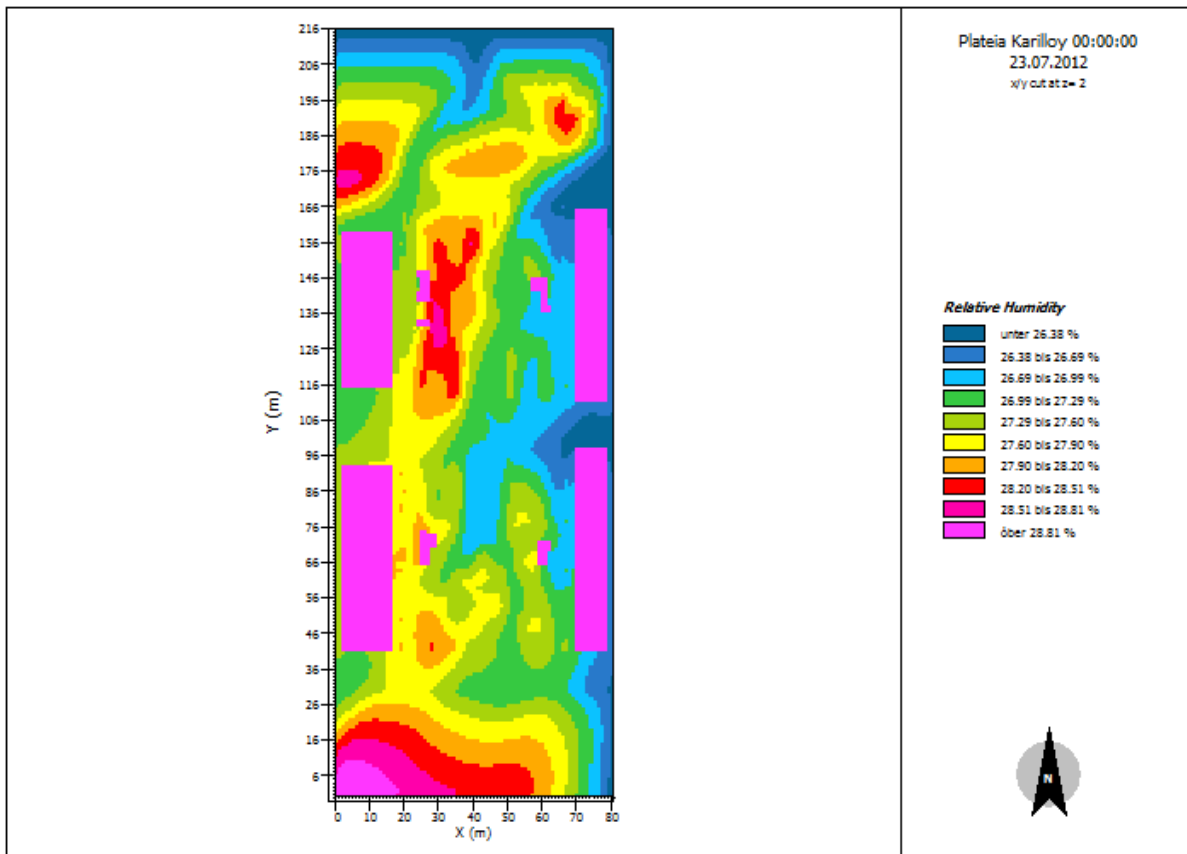 216
206
196
186
176
166
156
146
136
126
116
106
96
86
76
66
56
46
36
26
16
6
Y (m)
0 10 20 30 40 50 60 70 80
X (m)
Plateia Karilloy 00:00:00
23.07.2012
x/y cut at z= 2
Relative Humidity
unter 26.38 %
26.38 bis 26.69 %
26.69 bis 26.99 %
26.99 bis 27.29 %
27.29 bis 27.60 %
27.60 bis 27.90 %
27.90 bis 28.20 %
28.20 bis 28.51 %
28.51 bis 28.81 %
öber 28.81 %
N